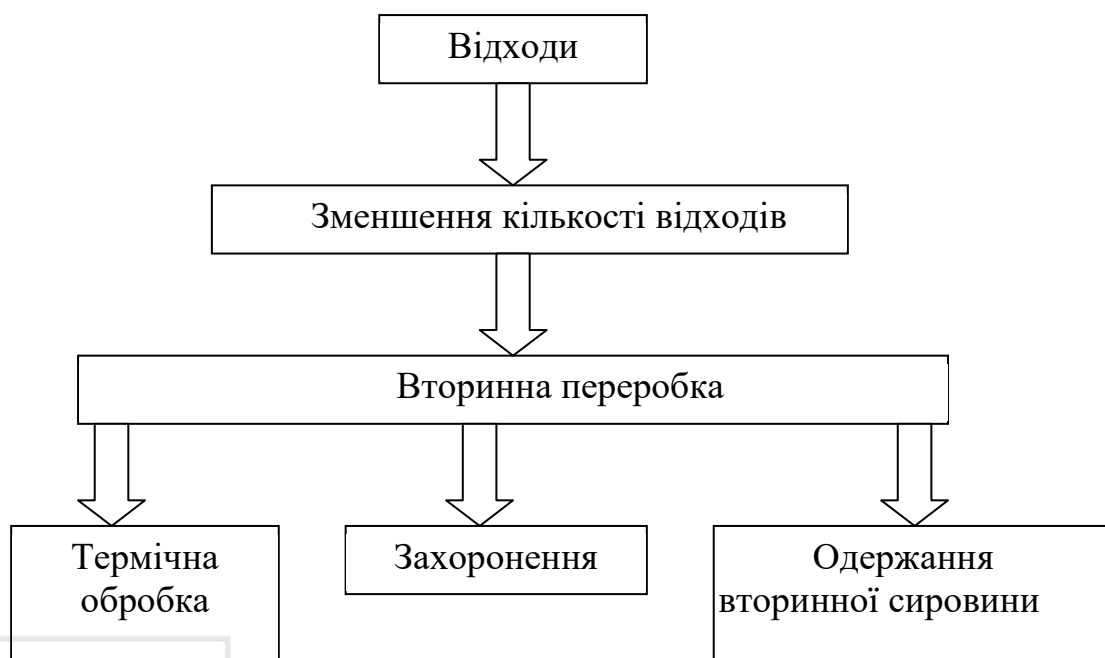 Відходи
Зменшення кількості відходів
Вторинна переробка
Термічна
обробка
Захоронення
Одержання
вторинної сировини